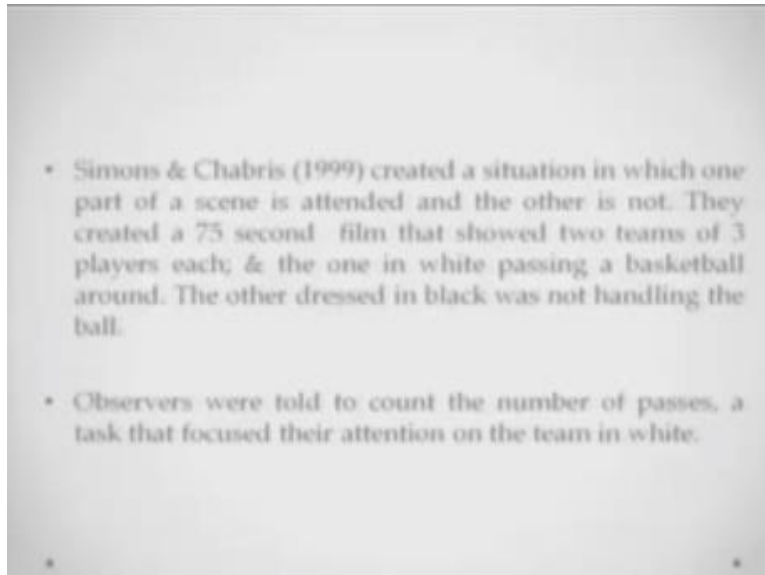 • Simons & Chabris (1999) created a situation in which one
part of a scene is attended and the other is not. They
created a 75 second film that showed two teams of 3
players each; & the one in white passing a basketball
around. The other dressed in black was not handling the
ball.
• Observers were told to count the number of passes, a
task that focused their attention on the team in white.